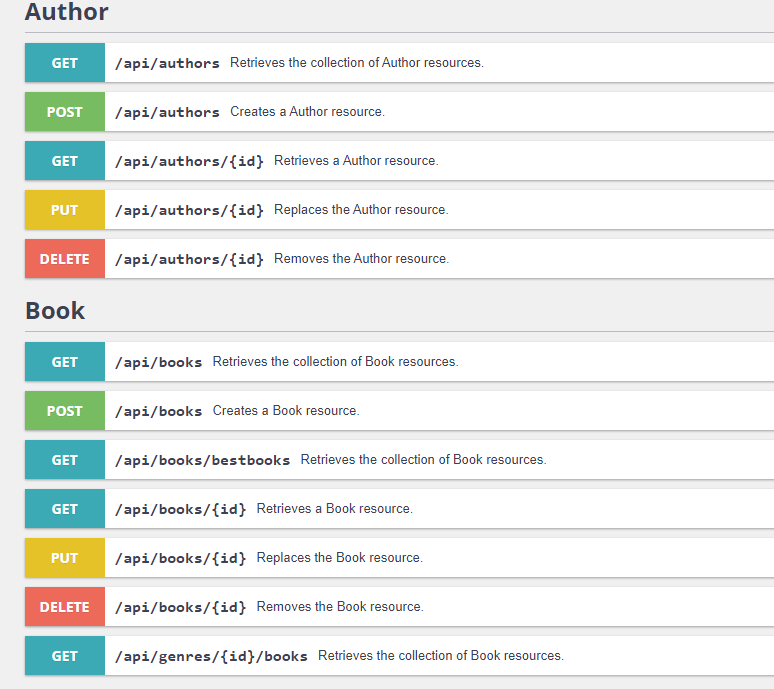 Author
GET /api/authors Retrieves the collection of Author resources.
POST /api/authors Creates a Author resource.
GET /api/authors/{id} Retrieves a Author resource.
PUT /api/authors/{id} Replaces the Author resource.
DELETE /api/authors/{id} Removes the Author resource.
Book
GET /api/books Retrieves the collection of Book resources.
POST /api/books Creates a Book resource.
GET /api/books/bestbooks Retrieves the collection of Book resources.
GET /api/books/{id} Retrieves a Book resource.
PUT /api/books/{id} Replaces the Book resource.
DELETE /api/books/{id} Removes the Book resource.
GET /api/genres/{id}/books Retrieves the collection of Book resources.